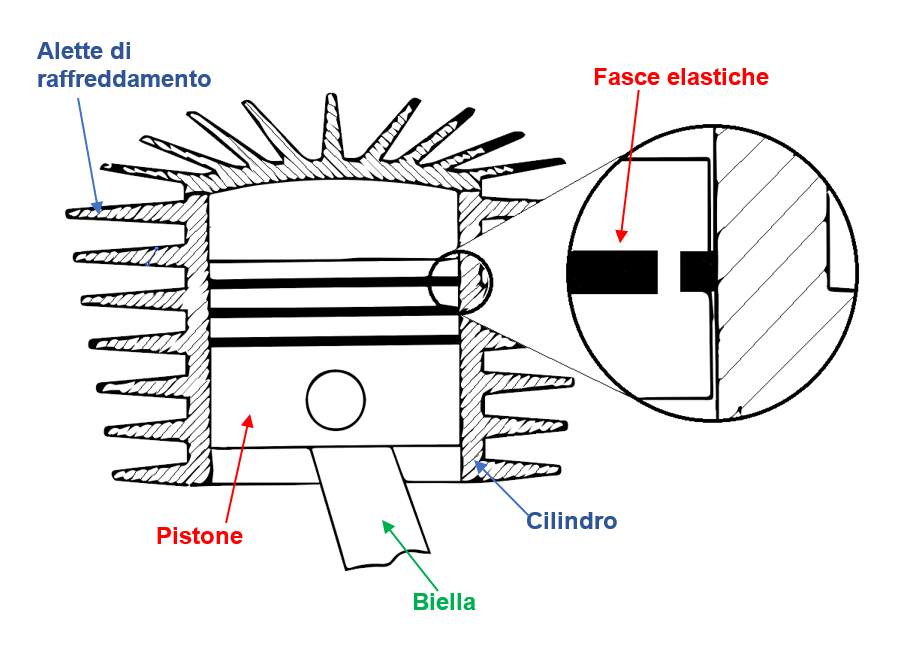 Alette di
raffreddamento
Fasce elastiche
Pistone
Cilindro
Biella